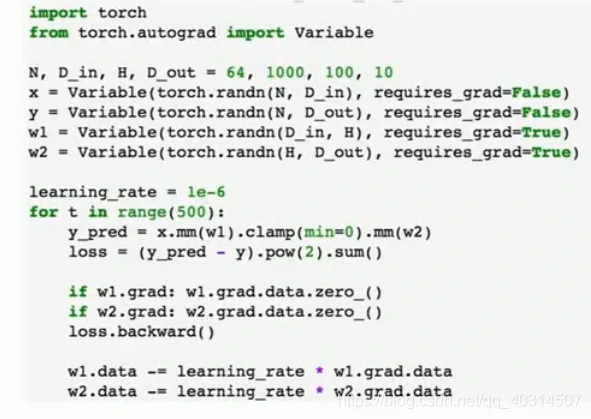 import torch
from torch.autograd import Variable

N, D_in, H, D_out = 64, 1000, 100, 10
x = Variable(torch.randn(N, D_in), requires_grad=False)
y = Variable(torch.randn(N, D_out), requires_grad=False)
w1 = Variable(torch.randn(D_in, H), requires_grad=True)
w2 = Variable(torch.randn(H, D_out), requires_grad=True)

learning_rate = 1e-6
for t in range(500):
    y_pred = x.mm(w1).clamp(min=0).mm(w2)
    loss = (y_pred - y).pow(2).sum()

    if w1.grad: w1.grad.data.zero_()
    if w2.grad: w2.grad.data.zero_()
    loss.backward()

    w1.data -= learning_rate * w1.grad.data
    w2.data -= learning_rate * w2.grad.data
https://blog.csdn.net/qq_40314507